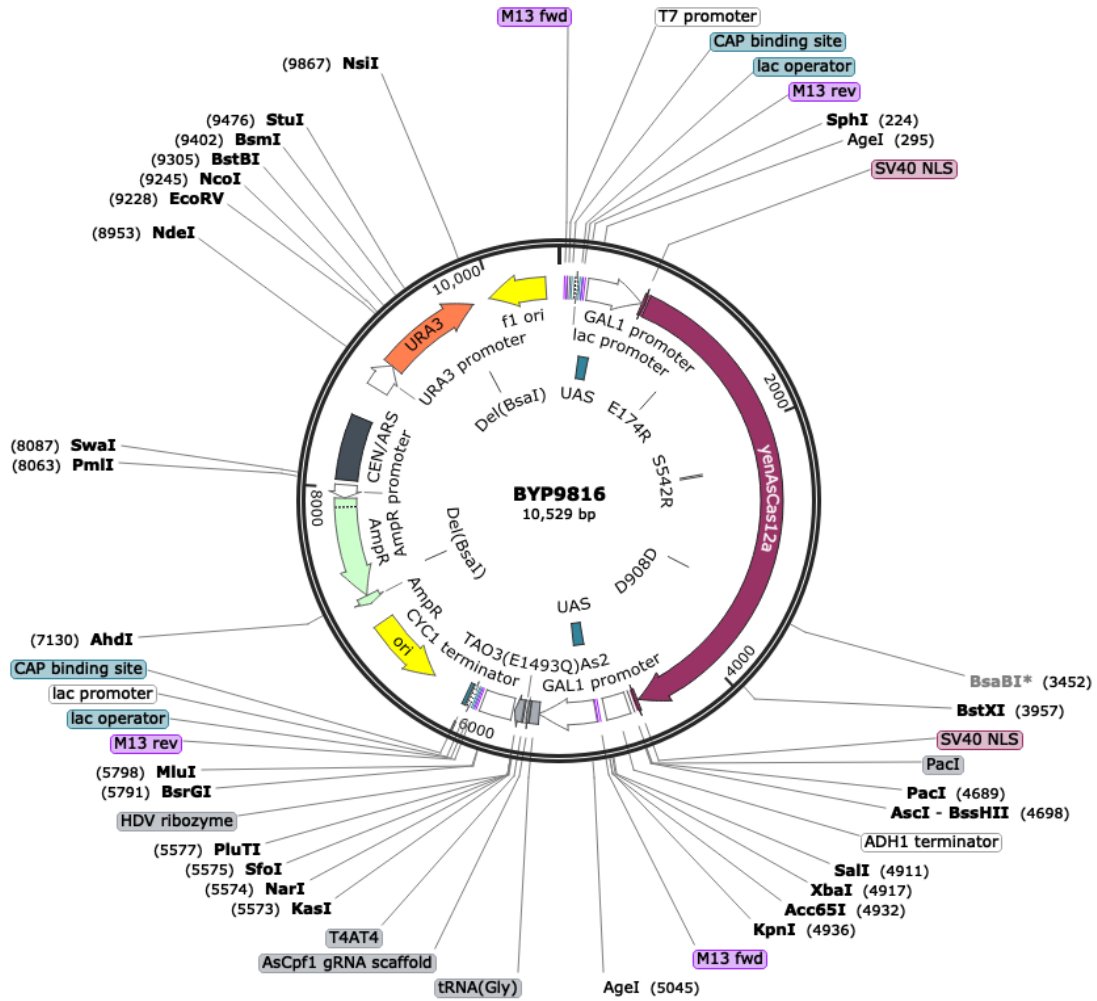 M13 fwd
T7 promoter
CAP binding site
lac operator
M13 rev
SphI (224)
AgeI (295)
SV40 NLS
(9867) NsiI
(9476) StuI
(9402) BsmI
(9305) BstBI
(9245) NcoI
(9228) EcoRV
(8953) NdeI
10,000
f1 ori
URA3
URA3 promoter
Del(BsaI)
GAL1 promoter
lac promoter
UAS
E174R
2000
yenAsCas12a
S542R
D908D
BYP9816
10,529 bp
(8087) SwaI
(8063) PmlI
8000
CEN/ARS
AmpR promoter
AmpR
Del(BsaI)
AmpR
ori
CYC1 terminator
TAO3(E1493Q)As2
UAS
GAL1 promoter
4000
6000
BsaBI* (3452)
BstXI (3957)
SV40 NLS
PacI
PacI (4689)
AscI - BssHII (4698)
ADH1 terminator
SalI (4911)
XbaI (4917)
Acc65I (4932)
KpnI (4936)
M13 fwd
AgeI (5045)
(7130) AhdI
CAP binding site
lac promoter
lac operator
M13 rev
(5798) MluI
(5791) BsrGI
HDV ribozyme
(5577) PluTI
(5575) SfoI
(5574) NarI
(5573) KasI
T4AT4
AsCpf1 gRNA scaffold
tRNA(Gly)